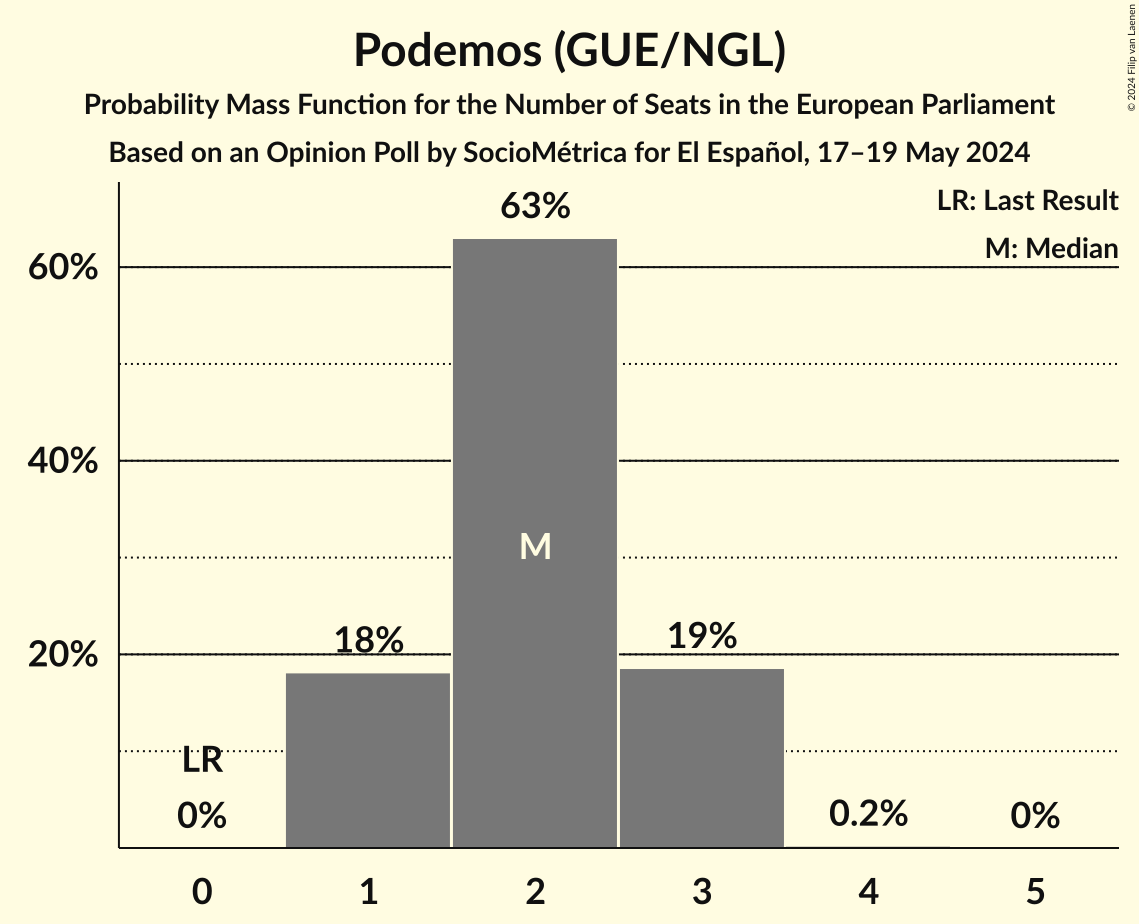 Podemos (GUE/NGL)
Probability Mass Function for the Number of Seats in the European Parliament
Based on an Opinion Poll by SocioMétrica for El Español, 17–19 May 2024
© 2024 Filip van Laenen
LR: Last Result
M: Median
63%
60%
40%
M
18%
19%
20%
LR
0%
0.2%
0%
0 1 2 3 4 5